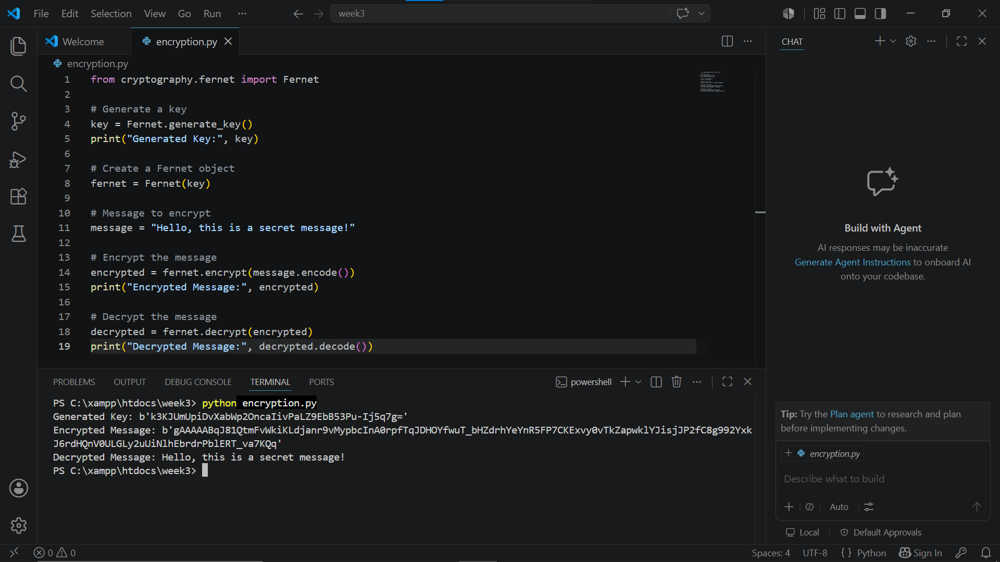 File Edit Selection View Go Run ···
week3
Welcome
encryption.py
CHAT
encryption.py
1 from cryptography.fernet import Fernet
2
3 # Generate a key
4 key = Fernet.generate_key()
5 print("Generated Key:", key)
6
7 # Create a Fernet object
8 fernet = Fernet(key)
9
10 # Message to encrypt
11 message = "Hello, this is a secret message!"
12
13 # Encrypt the message
14 encrypted = fernet.encrypt(message.encode())
15 print("Encrypted Message:", encrypted)
16
17 # Decrypt the message
18 decrypted = fernet.decrypt(encrypted)
19 print("Decrypted Message:", decrypted.decode())
PROBLEMS OUTPUT DEBUG CONSOLE TERMINAL PORTS
powershell
PS C:\xampp\htdocs\week3> python encryption.py
Generated Key: b'k3KJUmUpiDvXabWp2OncaIivPaLZ9EbB53Pu-Ij5q7g='
Encrypted Message: b'gAAAAABqJ81QtmFvWkiKLdjanr9vMypbcInA0rpfTqJDHOYfwuT_bHZdrhYeYnR5FP7CKExvy0vTkZapwklYJisjJP2fC8g992Yxk
J6rdHQnV0ULGLy2uUiNlhEbrdrPblERT_va7KQq'
Decrypted Message: Hello, this is a secret message!
PS C:\xampp\htdocs\week3>
Build with Agent
AI responses may be inaccurate
Generate Agent Instructions to onboard AI
onto your codebase.
Tip: Try the Plan agent to research and plan
before implementing changes.
encryption.py
Describe what to build
Auto
Local
Default Approvals
0 0
Spaces: 4 UTF-8 { } Python Sign In